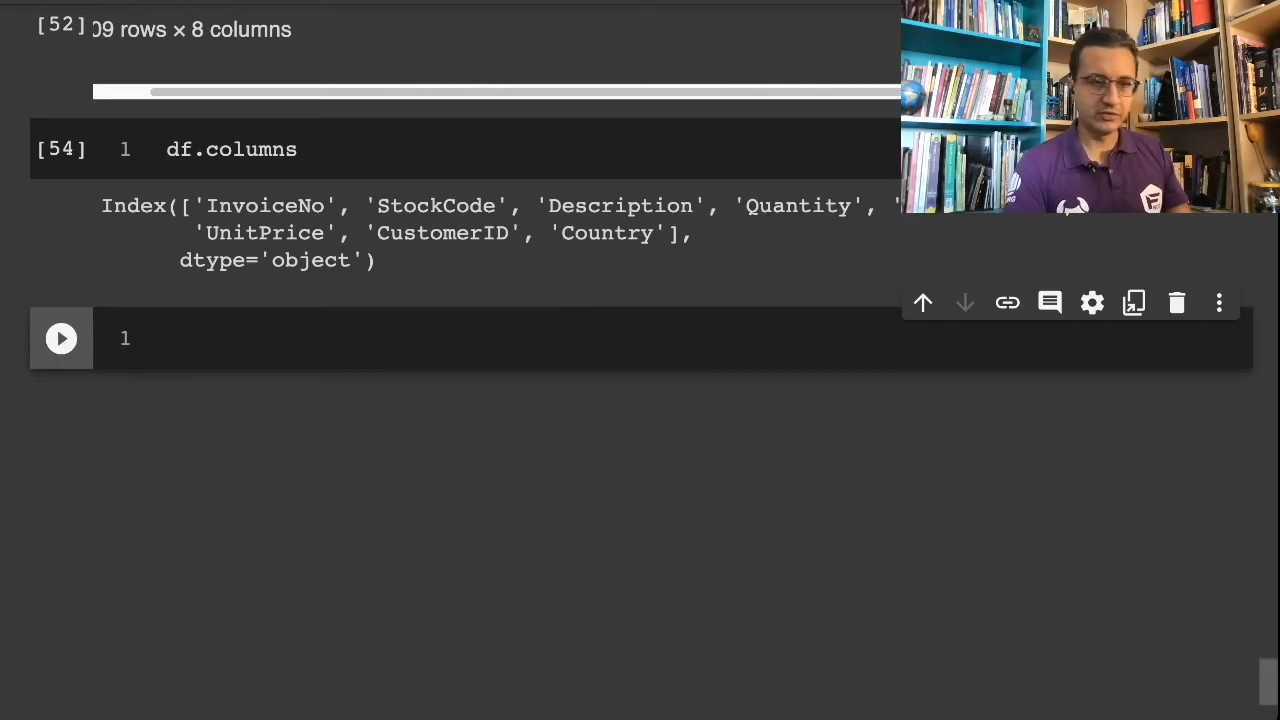 [52] 09 rows × 8 columns
[54] 1 df.columns
Index(['InvoiceNo', 'StockCode', 'Description', 'Quantity', '
'UnitPrice', 'CustomerID', 'Country'],
dtype='object')
1